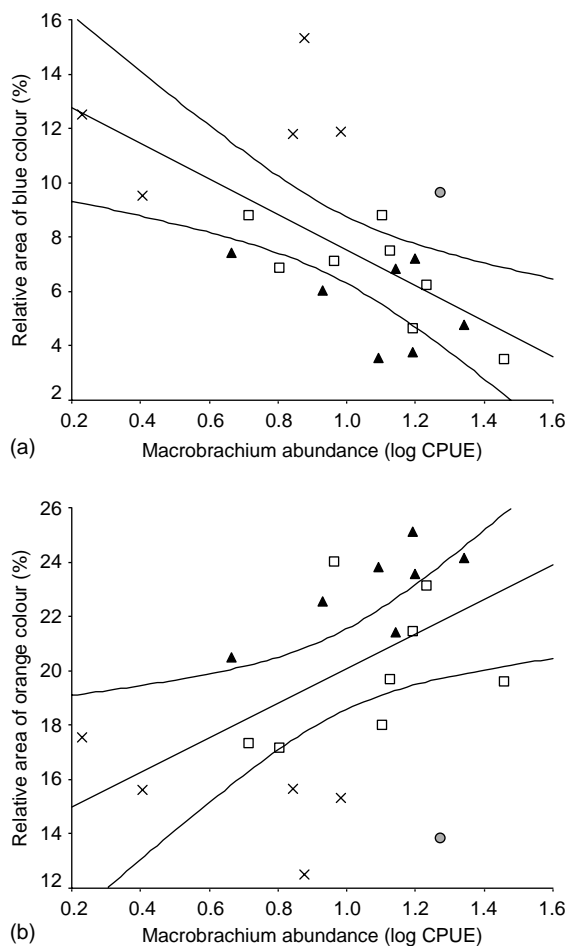 16
14
12
10
8
6
4
2
Relative area of blue colour (%)
0.2 0.4 0.6 0.8 1.0 1.2 1.4 1.6
(a) Macrobrachium abundance (log CPUE)
26
24
22
20
18
16
14
12
Relative area of orange colour (%)
0.2 0.4 0.6 0.8 1.0 1.2 1.4 1.6
(b) Macrobrachium abundance (log CPUE)